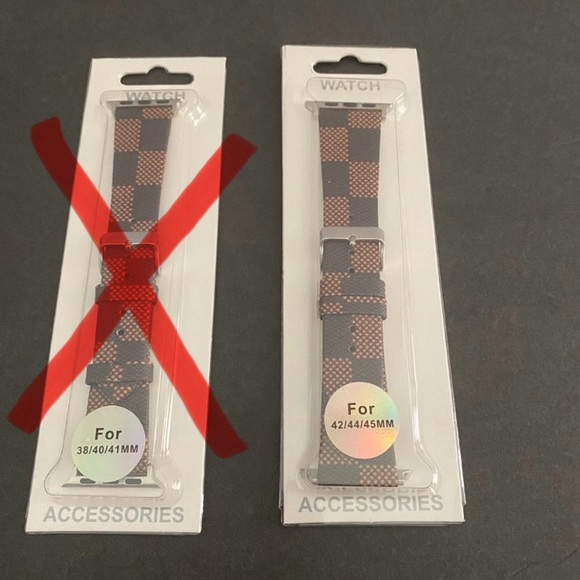 WATCH
For
38/40/41MM
ACCESSORIES
WATCH
For
42/44/45MM
ACCESSORIES